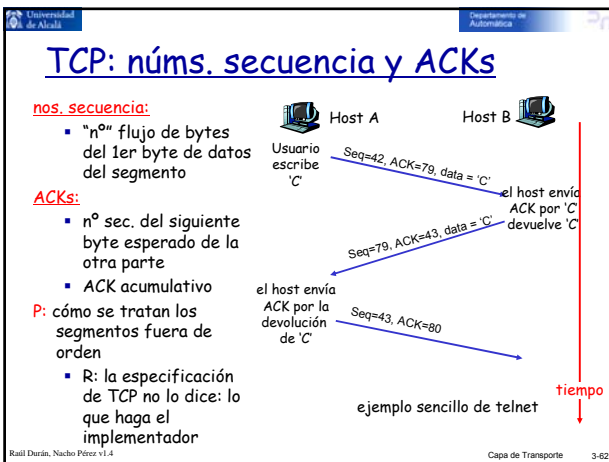 Universidad
de Alcalá
Departamento de
Automática
TCP: núms. secuencia y ACKs
nos. secuencia:
▪ "nº" flujo de bytes
del 1er byte de datos
del segmento
ACKs:
▪ nº sec. del siguiente
byte esperado de la
otra parte
▪ ACK acumulativo
P: cómo se tratan los
segmentos fuera de
orden
▪ R: la especificación
de TCP no lo dice: lo
que haga el
implementador
Host A
Host B
Usuario
escribe
'C'
Seq=42, ACK=79, data = 'C'
el host envía
ACK por 'C'
devuelve 'C'
Seq=79, ACK=43, data = 'C'
el host envía
ACK por la
devolución
de 'C'
Seq=43, ACK=80
tiempo
ejemplo sencillo de telnet
Raúl Durán, Nacho Pérez v1.4
Capa de Transporte 3-62